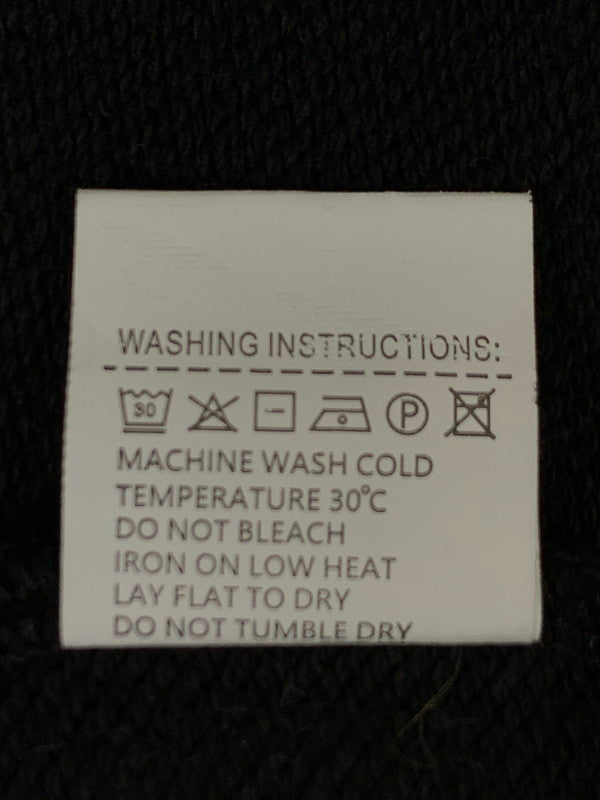 WASHING INSTRUCTIONS:
30 P
MACHINE WASH COLD
TEMPERATURE 30°C
DO NOT BLEACH
IRON ON LOW HEAT
LAY FLAT TO DRY
DO NOT TUMBLE DRY